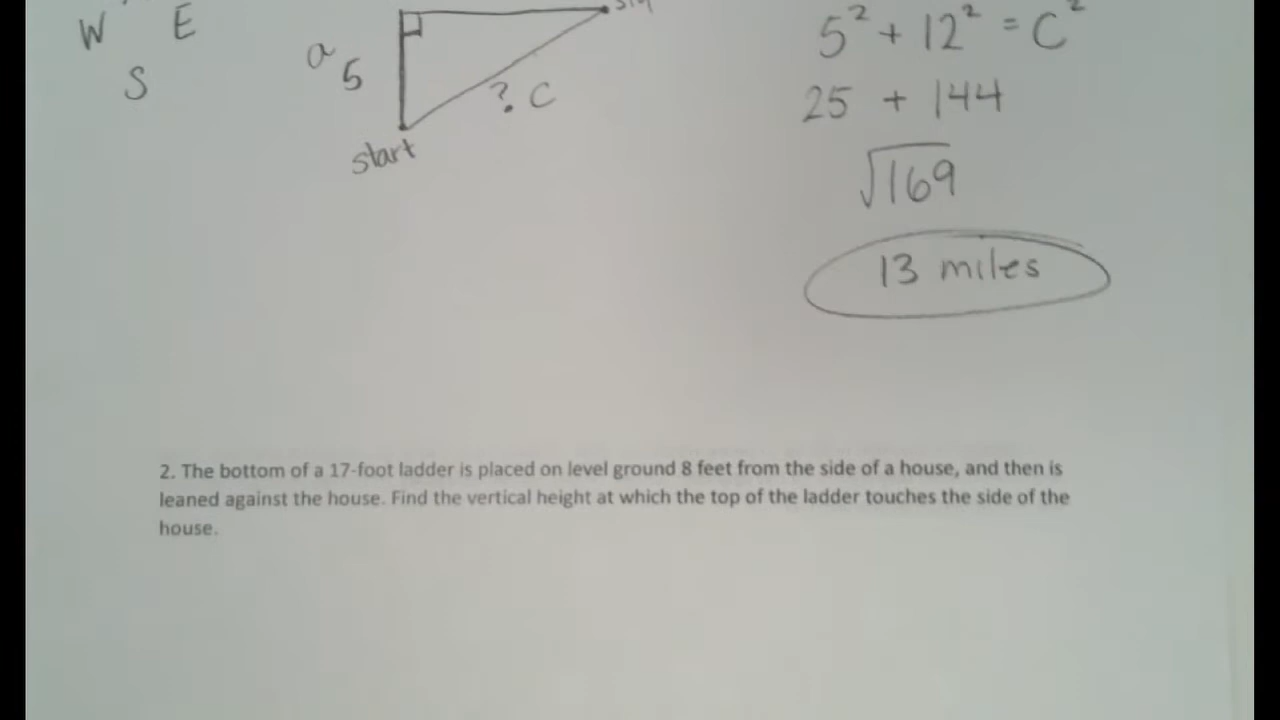 W E
S
a
5
? C
start
5² + 12² = C²
25 + 144
√169
13 miles
2. The bottom of a 17-foot ladder is placed on level ground 8 feet from the side of a house, and then is
leaned against the house. Find the vertical height at which the top of the ladder touches the side of the
house.